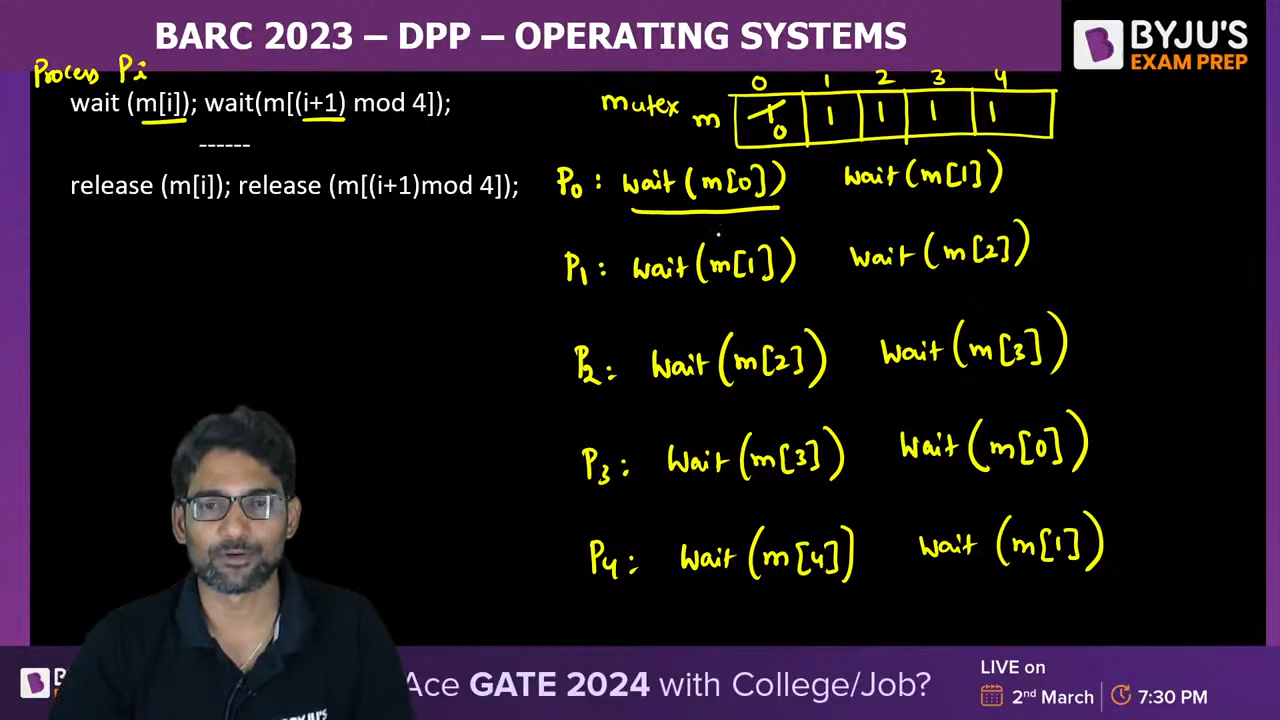 BARC 2023 – DPP – OPERATING SYSTEMS
BYJU'S
EXAM PREP
Process Pi
wait (m[i]); wait(m[(i+1) mod 4]);
------
release (m[i]); release (m[(i+1)mod 4]);
0 1 2 3 4
mutex m 1 0 1 1 1 1
P0 : wait (m[0]) wait (m[1])
P1 : wait (m[1]) wait (m[2])
P2 : wait (m[2]) wait (m[3])
P3 : wait (m[3]) wait (m[0])
P4 : wait (m[4]) wait (m[1])
Ace GATE 2024 with College/Job?
LIVE on
2nd March 7:30 PM